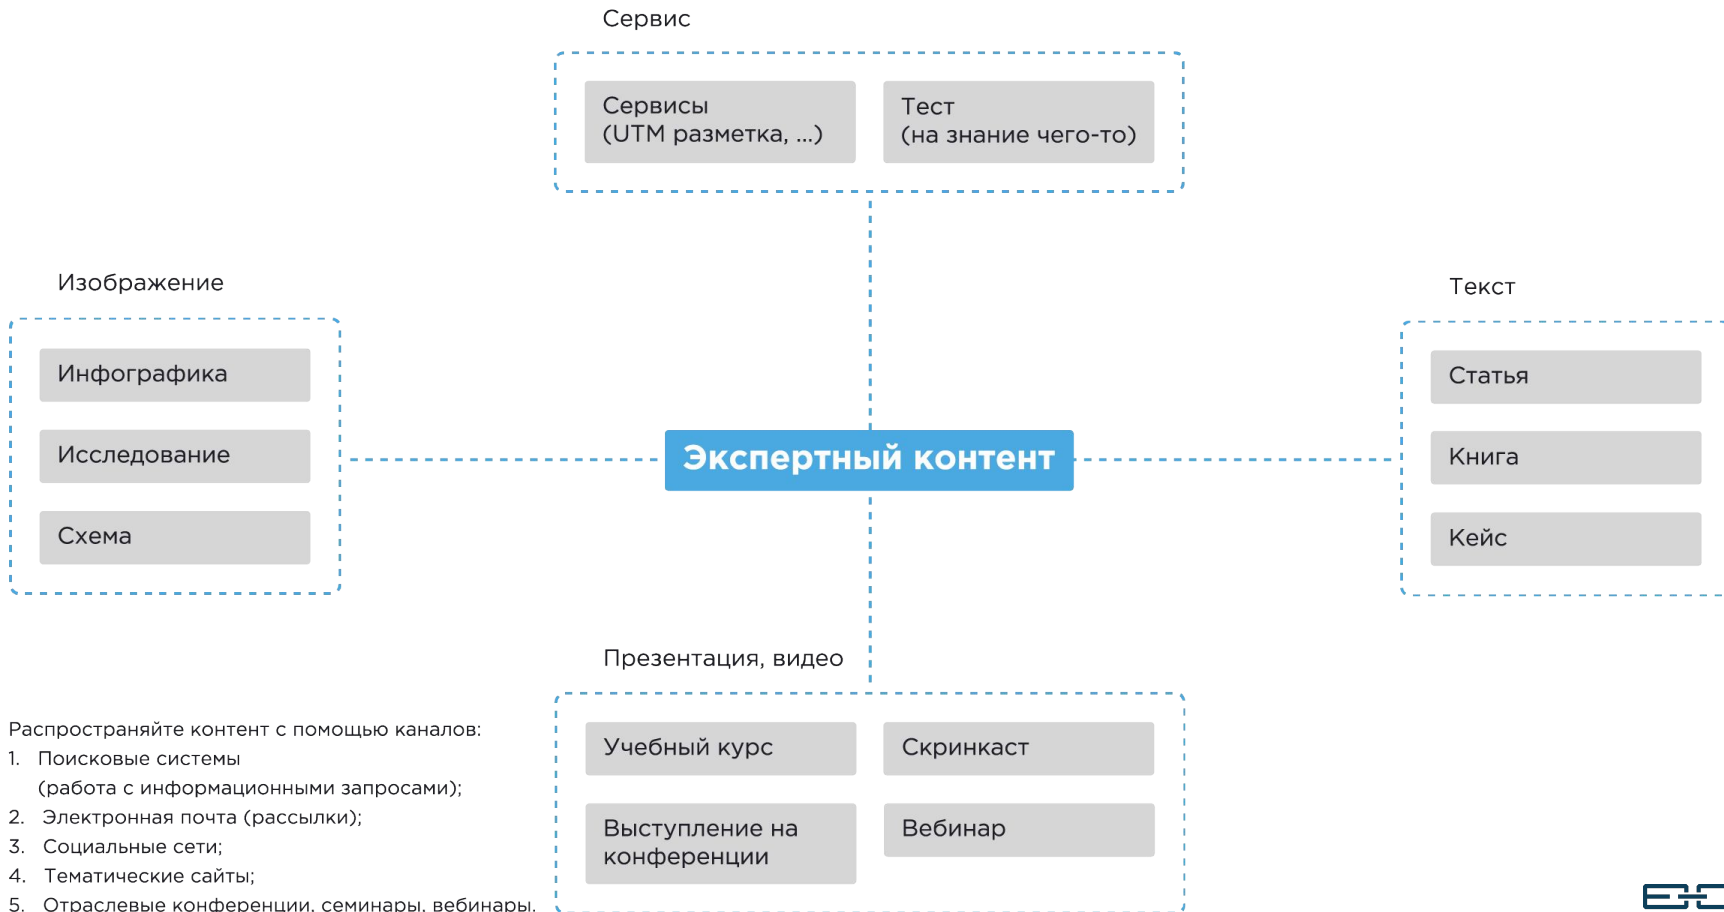 Сервис
Сервисы
(UTM разметка, ...)
Тест
(на знание чего-то)
Изображение
Инфографика
Исследование
Схема
Экспертный контент
Текст
Статья
Книга
Кейс
Презентация, видео
Учебный курс
Скринкаст
Выступление на
конференции
Вебинар
Распространяйте контент с помощью каналов:
1. Поисковые системы
(работа с информационными запросами);
2. Электронная почта (рассылки);
3. Социальные сети;
4. Тематические сайты;
5. Отраслевые конференции, семинары, вебинары.